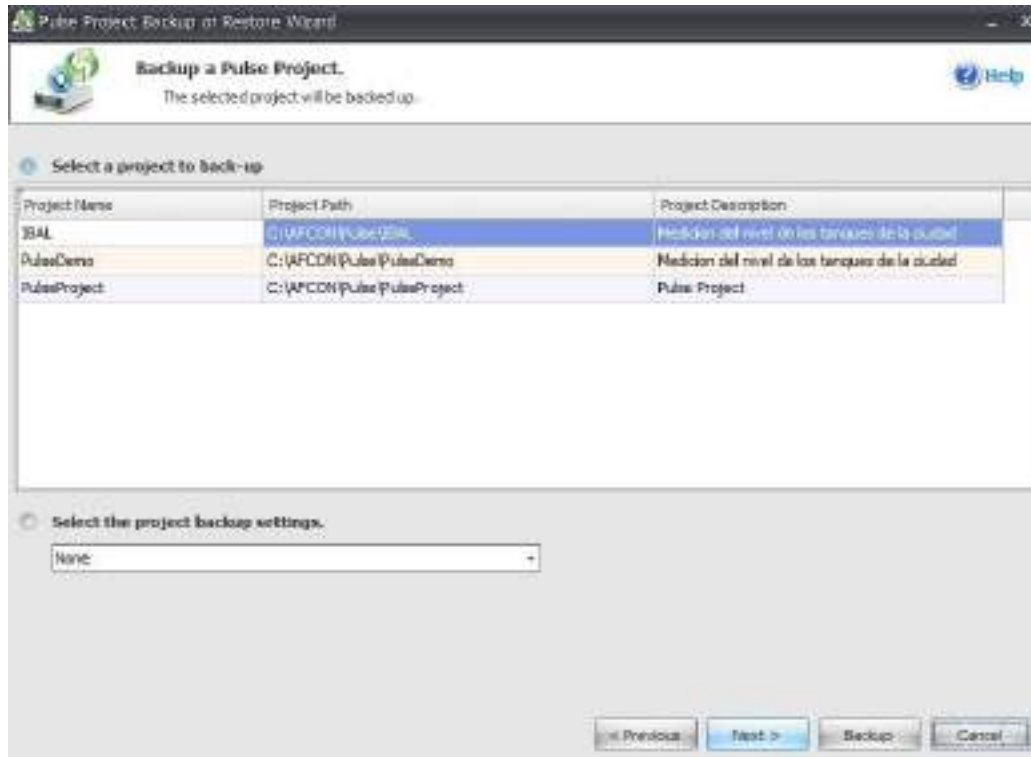 Pulse Project Backup or Restore Wizard
Backup a Pulse Project.
The selected project will be backed up.
Help
Select a project to back-up
Project Name Project Path Project Description
IBAL C:\AFCON\Pulse\IBAL Medicion del nivel de los tanques de la ciudad
PulseDemo C:\AFCON\Pulse\PulseDemo Medicion del nivel de los tanques de la ciudad
PulseProject C:\AFCON\Pulse\PulseProject Pulse Project
Select the project backup settings.
None
< Previous Next > Backup Cancel